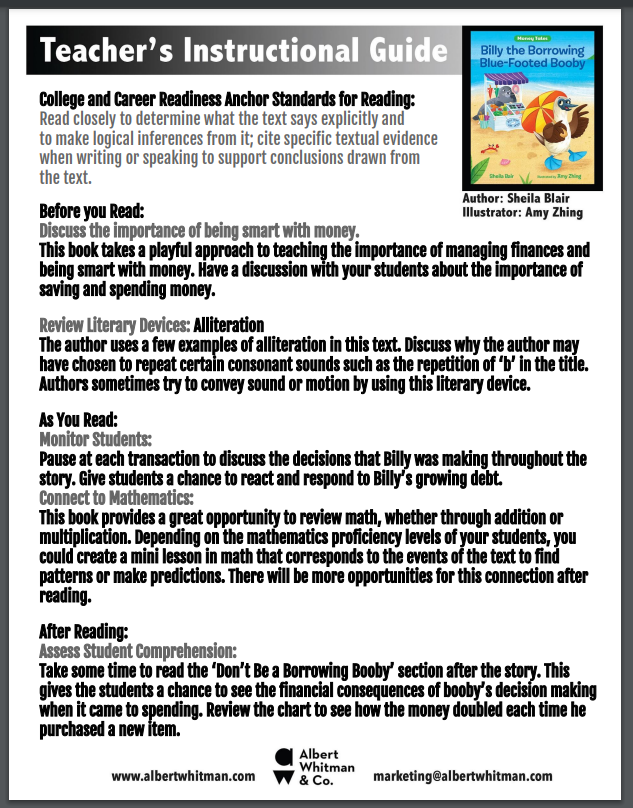 Teacher's Instructional Guide
Money Tales
Billy the Borrowing
Blue-Footed Booby
Sheila Bair
Illustrated by Amy Zhing
Author: Sheila Blair
Illustrator: Amy Zhing
College and Career Readiness Anchor Standards for Reading:
Read closely to determine what the text says explicitly and
to make logical inferences from it; cite specific textual evidence
when writing or speaking to support conclusions drawn from
the text.
Before you Read:
Discuss the importance of being smart with money.
This book takes a playful approach to teaching the importance of managing finances and
being smart with money. Have a discussion with your students about the importance of
saving and spending money.
Review Literary Devices: Alliteration
The author uses a few examples of alliteration in this text. Discuss why the author may
have chosen to repeat certain consonant sounds such as the repetition of ‘b’ in the title.
Authors sometimes try to convey sound or motion by using this literary device.
As You Read:
Monitor Students:
Pause at each transaction to discuss the decisions that Billy was making throughout the
story. Give students a chance to react and respond to Billy’s growing debt.
Connect to Mathematics:
This book provides a great opportunity to review math, whether through addition or
multiplication. Depending on the mathematics proficiency levels of your students, you
could create a mini lesson in math that corresponds to the events of the text to find
patterns or make predictions. There will be more opportunities for this connection after
reading.
After Reading:
Assess Student Comprehension:
Take some time to read the ‘Don’t Be a Borrowing Booby’ section after the story. This
gives the students a chance to see the financial consequences of booby’s decision making
when it came to spending. Review the chart to see how the money doubled each time he
purchased a new item.
www.albertwhitman.com
Albert
Whitman
& Co.
marketing@albertwhitman.com